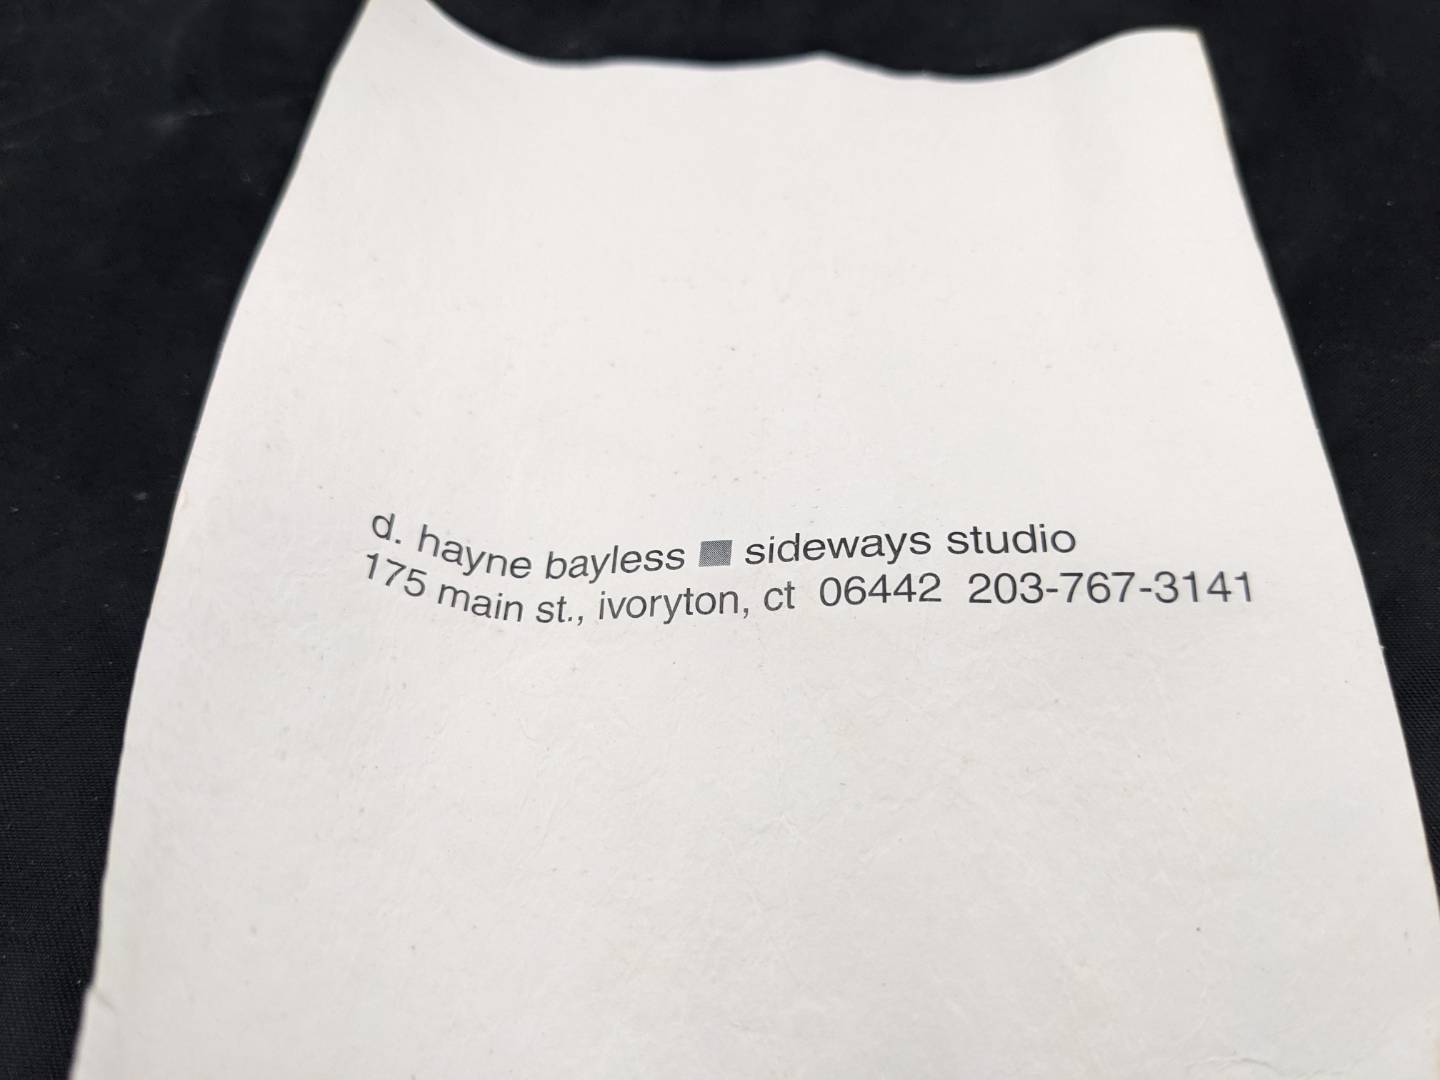 d. hayne bayless ■ sideways studio
175 main st., ivoryton, ct 06442 203-767-3141